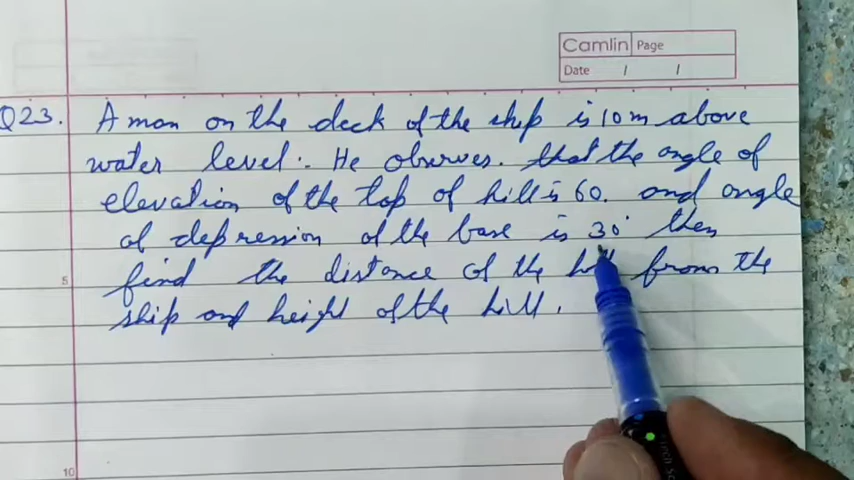 Camlin Page
Date / /
Q23. A man on the deck of the ship is 10m above
water level. He observes. that the angle of
elevation of the top of hill is 60. and angle
of depression of the base is 30° then
find the distance of the hill from the
ship and height of the hill.
5
10